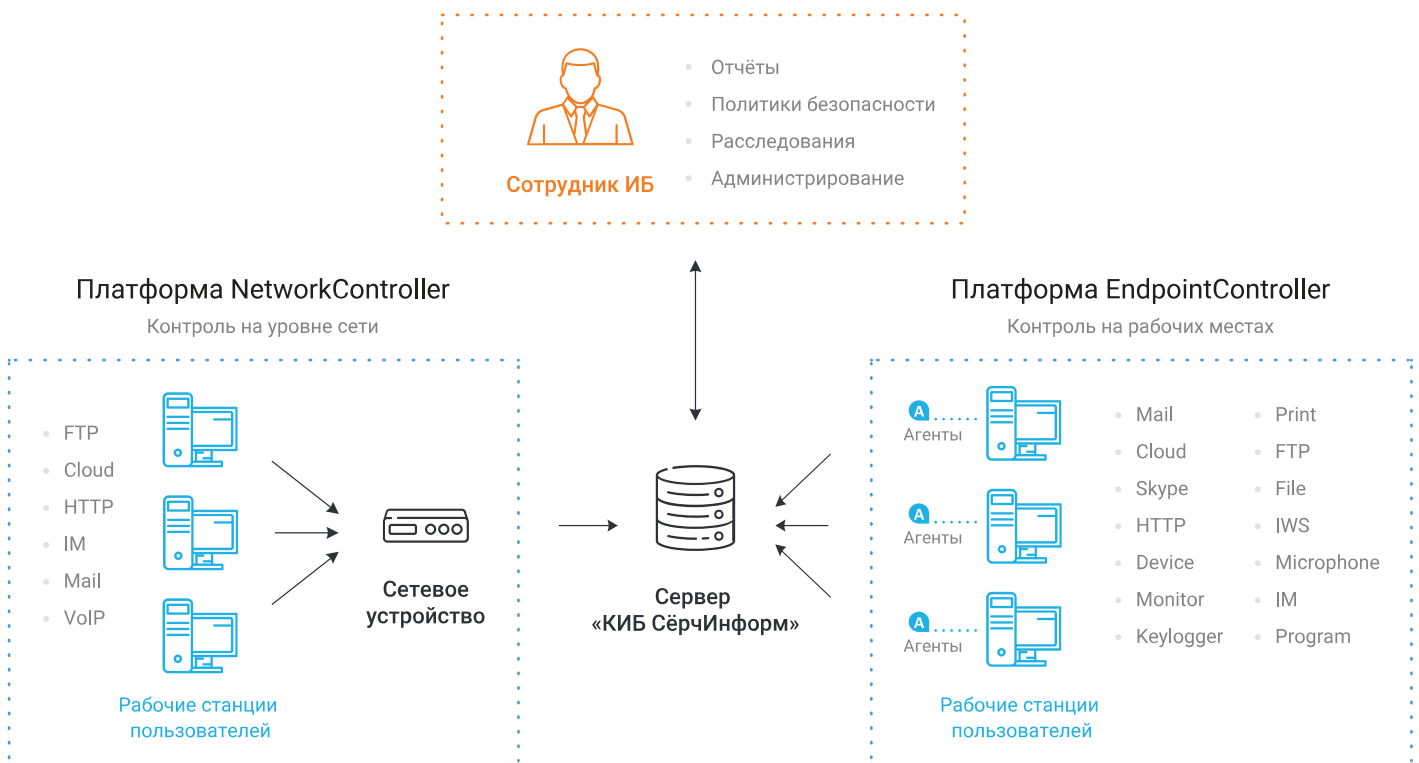 Отчёты
Политики безопасности
Расследования
Администрирование
Сотрудник ИБ
Платформа NetworkController
Контроль на уровне сети
FTP
Cloud
HTTP
IM
Mail
VoIP
Сетевое
устройство
Рабочие станции
пользователей
Сервер
«КИБ СёрчИнформ»
Платформа EndpointController
Контроль на рабочих местах
А
Агенты
А
Агенты
А
Агенты
Рабочие станции
пользователей
Mail
Cloud
Skype
HTTP
Device
Monitor
Keylogger
Print
FTP
File
IWS
Microphone
IM
Program